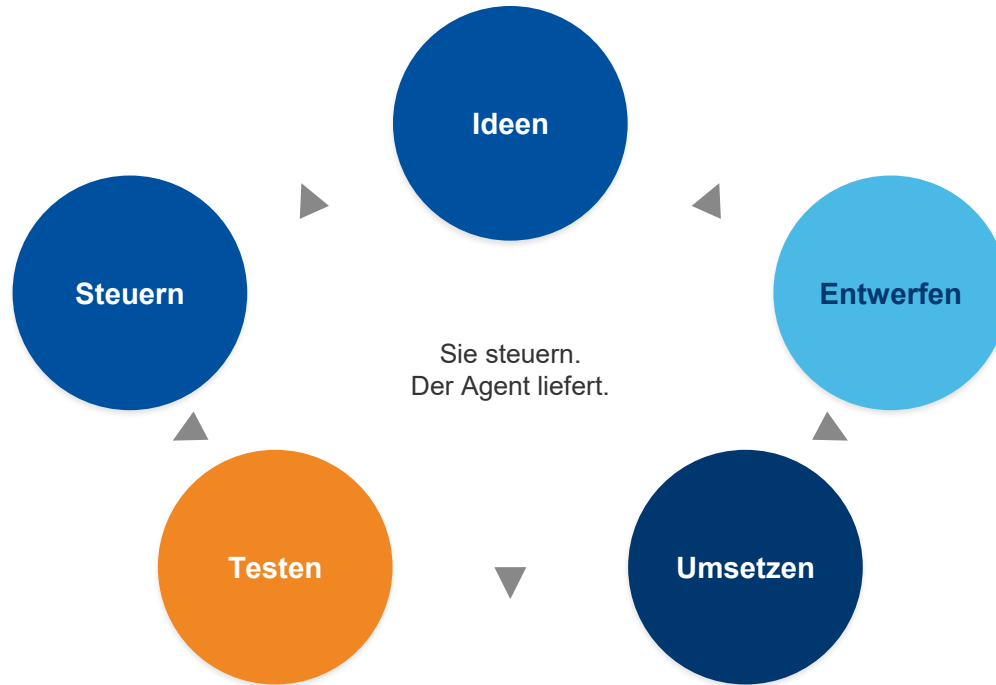 Ideen
Steuern
Entwerfen
Sie steuern.
Der Agent liefert.
Testen
Umsetzen